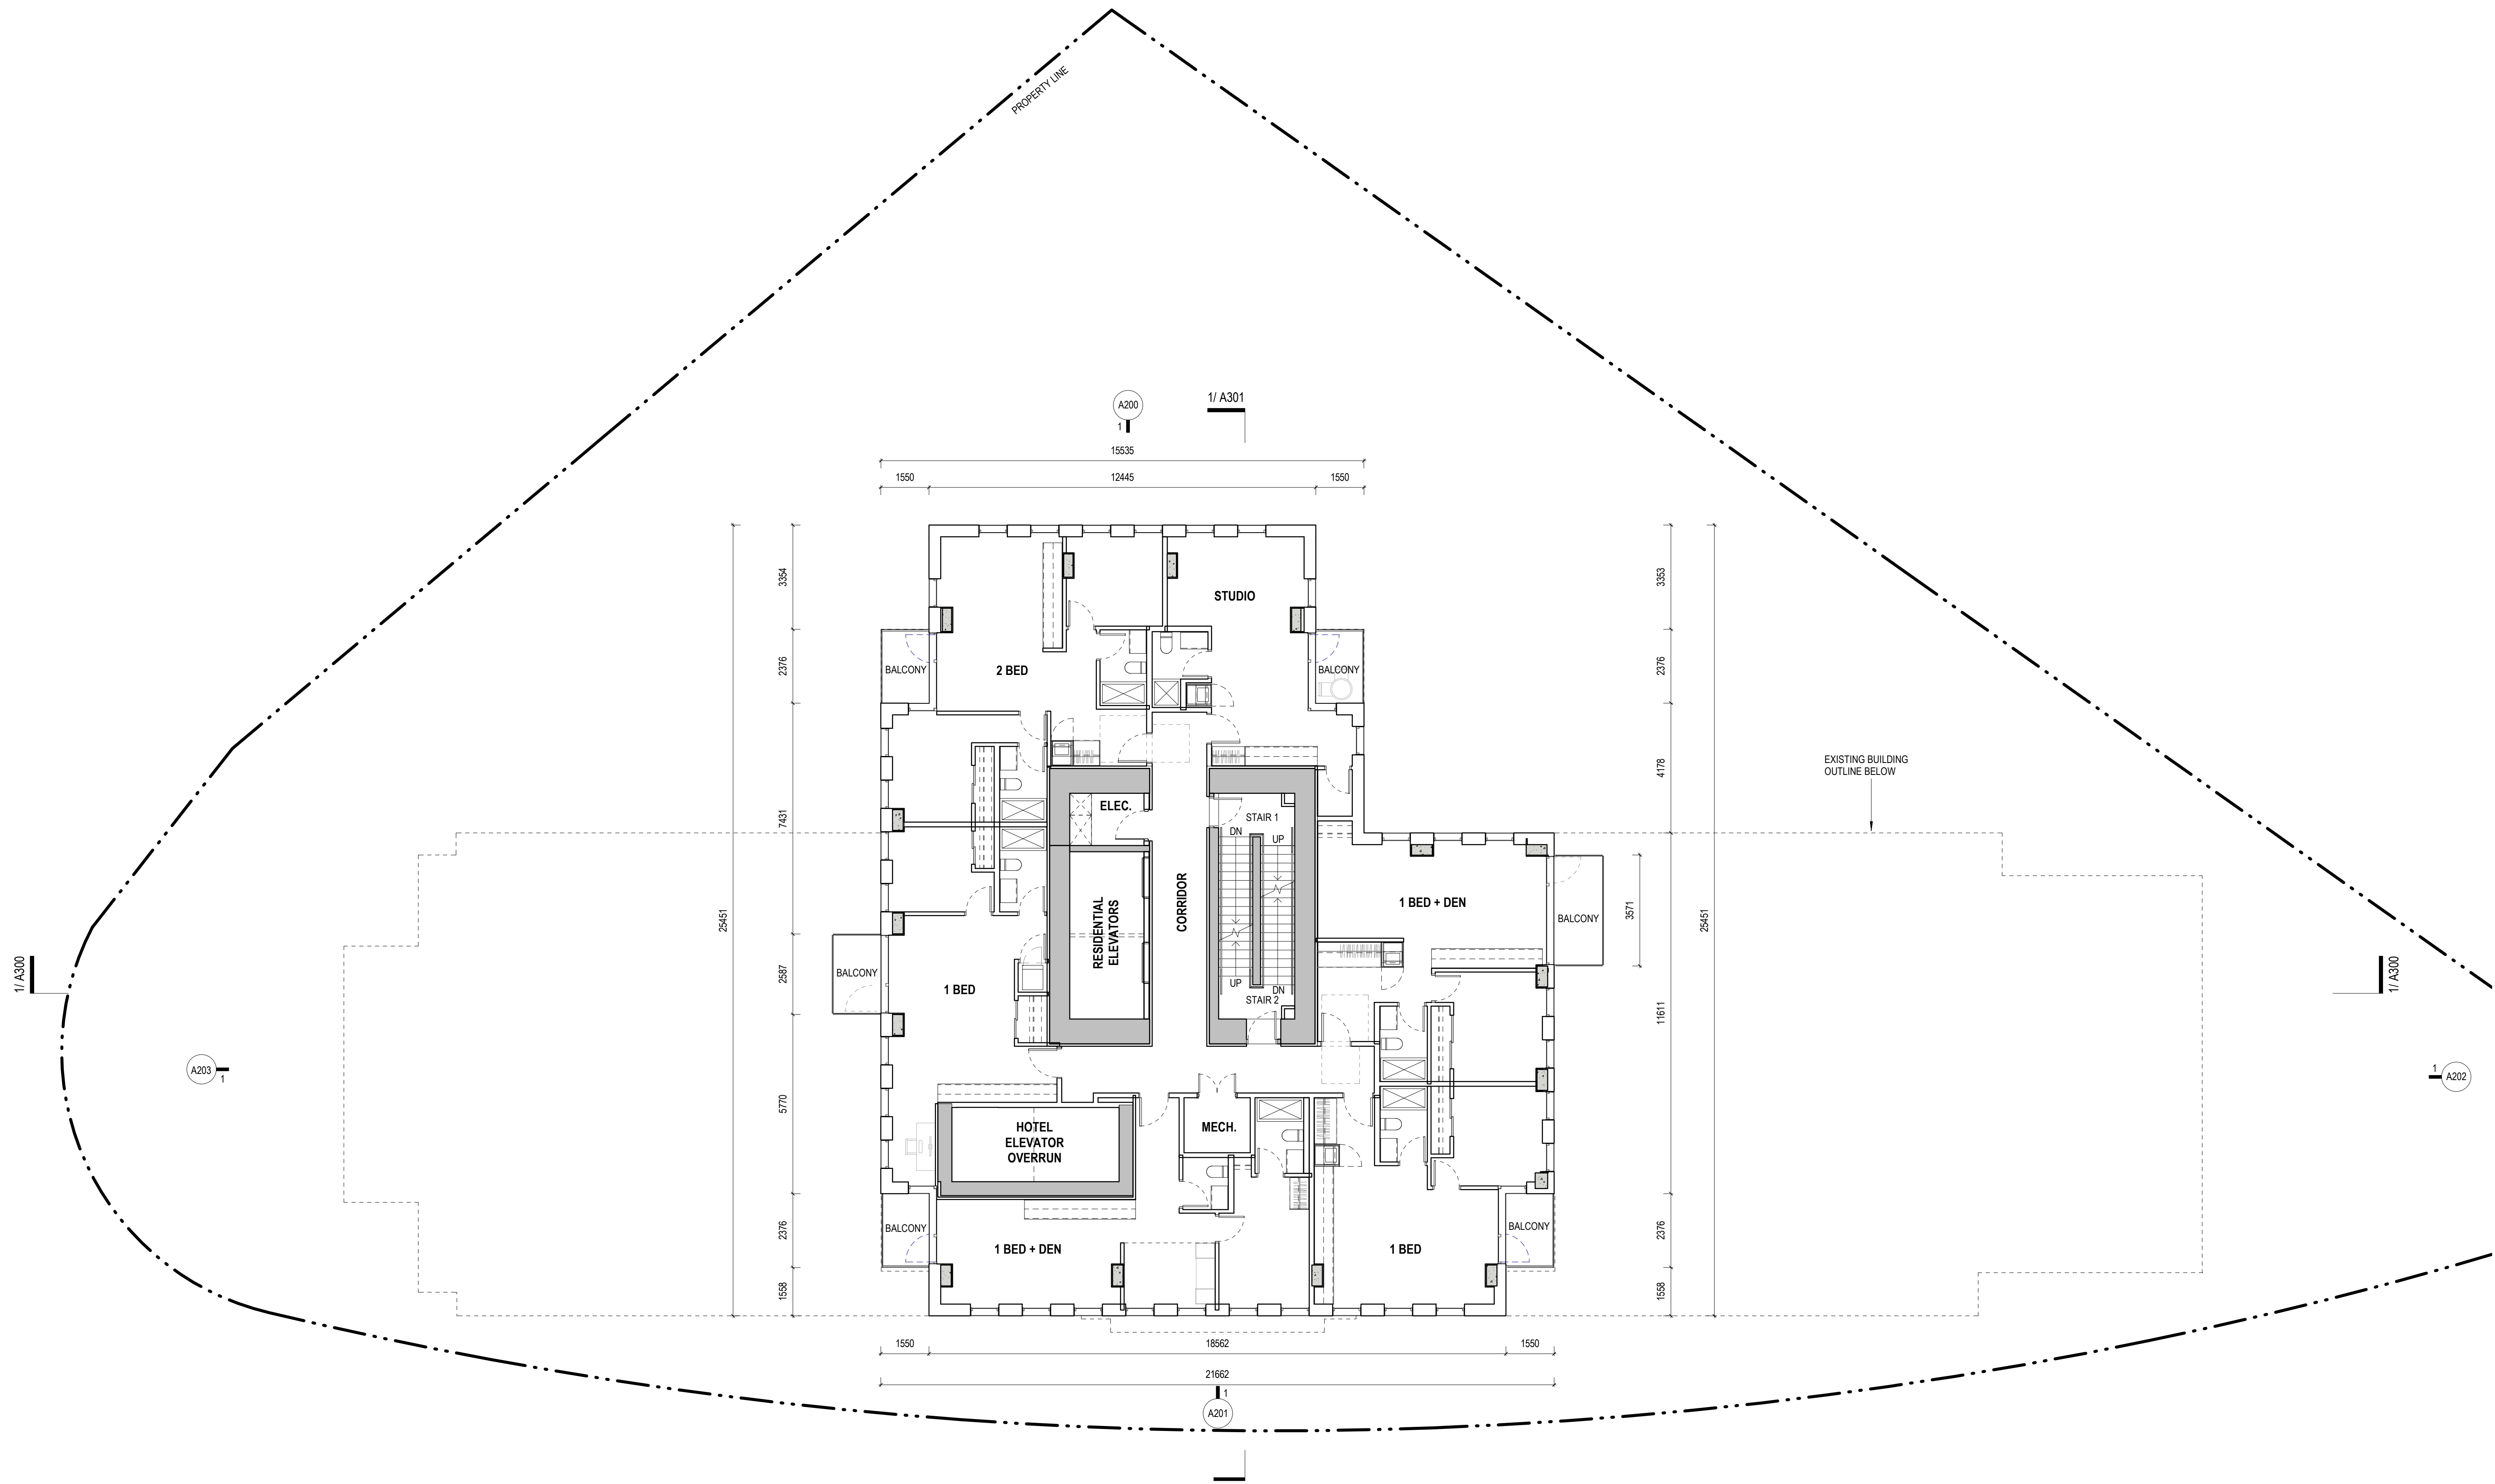 PROPERTY LINE
A200
1
1/ A301
15535
1550
12445
1550
3354
3353
STUDIO
BALCONY
2376
2 BED
BALCONY
2376
EXISTING BUILDING
OUTLINE BELOW
4178
7431
ELEC.
STAIR 1
DN
UP
25451
RESIDENTIAL
ELEVATORS
CORRIDOR
1 BED + DEN
BALCONY
3571
25451
1/ A300
BALCONY
2587
1 BED
UP
DN
STAIR 2
11611
1/ A300
A203
1
1
A202
5770
HOTEL
ELEVATOR
OVERRUN
MECH.
BALCONY
2376
1 BED + DEN
1 BED
BALCONY
2376
1558
1558
1550
18562
1550
21662
1
A201